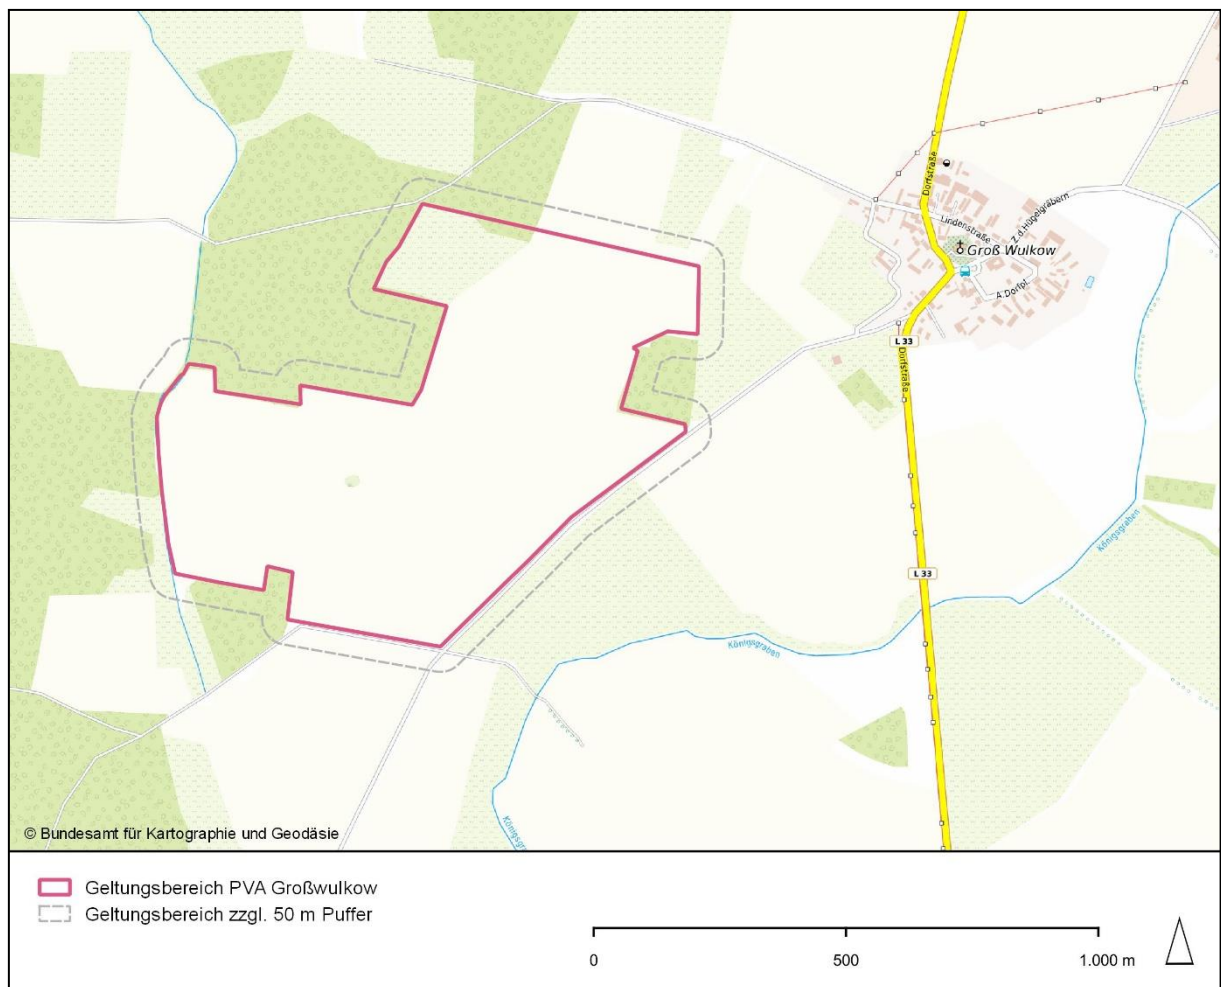 Dorfstraße
Lindenstraße
Z.d.Hügelgräbern
Groß Wulkow
A.Dorfpl.
L 33
Dorfstraße
Königsgraben
L 33
Königsgraben
Königsgra
© Bundesamt für Kartographie und Geodäsie
Geltungsbereich PVA Großwulkow
Geltungsbereich zzgl. 50 m Puffer
0 500 1.000 m